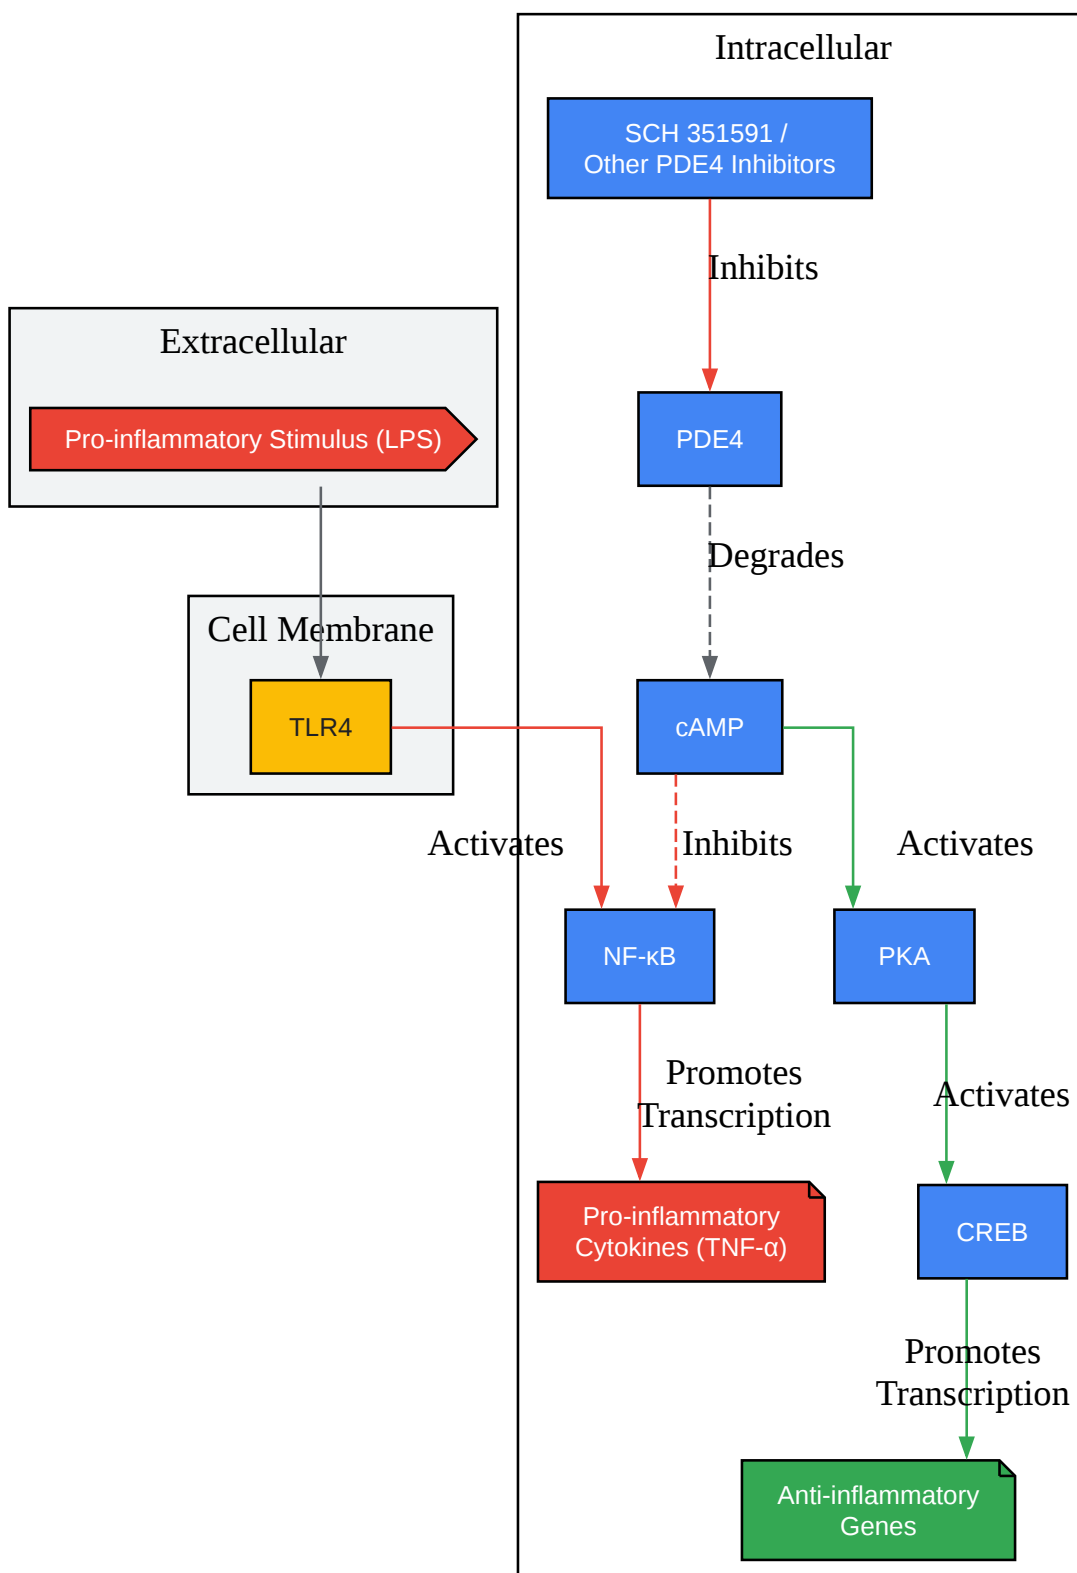 Intracellular
SCH 351591 /
Other PDE4 Inhibitors
Inhibits
Extracellular
Pro-inflammatory Stimulus (LPS)
PDE4
Degrades
Cell Membrane
TLR4
cAMP
Activates
Inhibits
Activates
NF-κB
PKA
Promotes
Transcription
Activates
Pro-inflammatory
Cytokines (TNF-α)
CREB
Promotes
Transcription
Anti-inflammatory
Genes